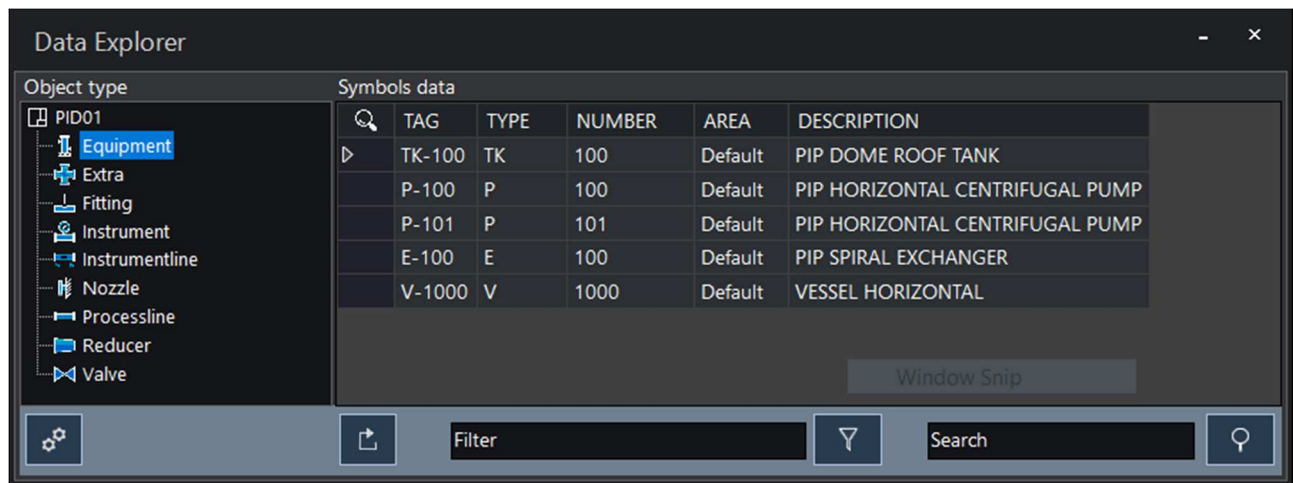 Data Explorer
Object type
PID01
Equipment
Extra
Fitting
Instrument
Instrumentline
Nozzle
Processline
Reducer
Valve
Symbols data
TAG TYPE NUMBER AREA DESCRIPTION
TK-100 TK 100 Default PIP DOME ROOF TANK
P-100 P 100 Default PIP HORIZONTAL CENTRIFUGAL PUMP
P-101 P 101 Default PIP HORIZONTAL CENTRIFUGAL PUMP
E-100 E 100 Default PIP SPIRAL EXCHANGER
V-1000 V 1000 Default VESSEL HORIZONTAL
Window Snip
Filter
Search